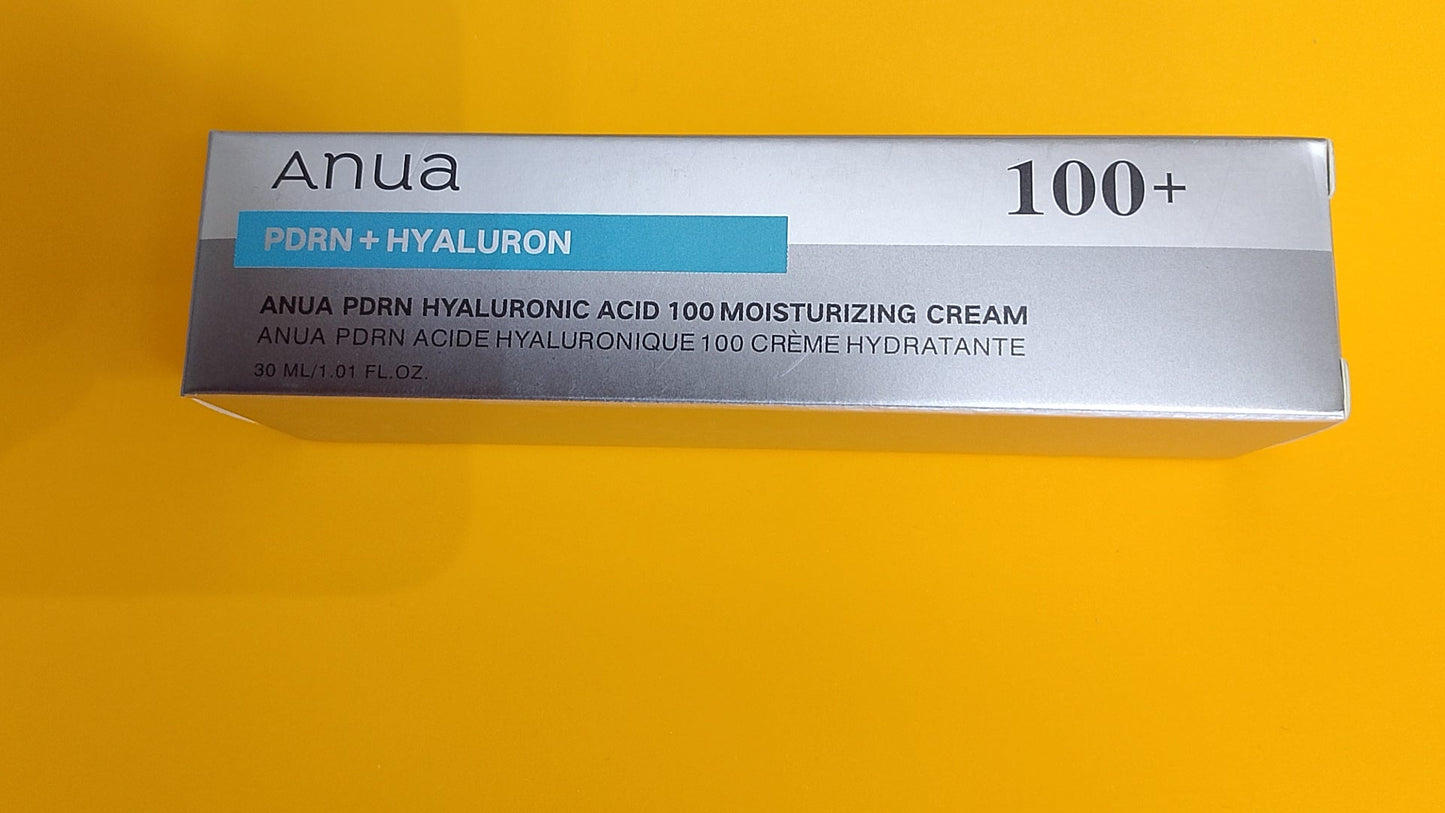 Anua
100+
PDRN + HYALURON
ANUA PDRN HYALURONIC ACID 100 MOISTURIZING CREAM
ANUA PDRN ACIDE HYALURONIQUE 100 CRÈME HYDRATANTE
30 ML/1.01 FL.OZ.